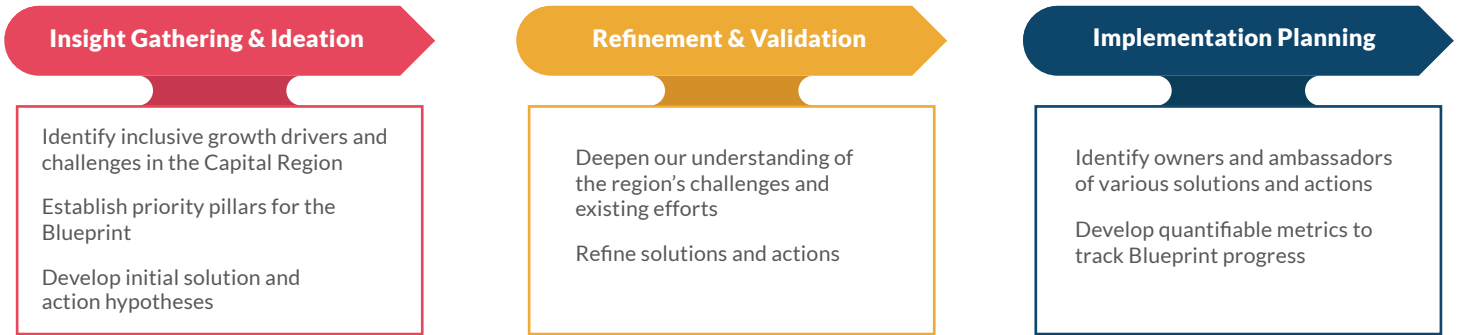 Insight Gathering & Ideation
Identify inclusive growth drivers and
challenges in the Capital Region
Establish priority pillars for the
Blueprint
Develop initial solution and
action hypotheses
Refinement & Validation
Deepen our understanding of
the region’s challenges and
existing efforts
Refine solutions and actions
Implementation Planning
Identify owners and ambassadors
of various solutions and actions
Develop quantifiable metrics to
track Blueprint progress